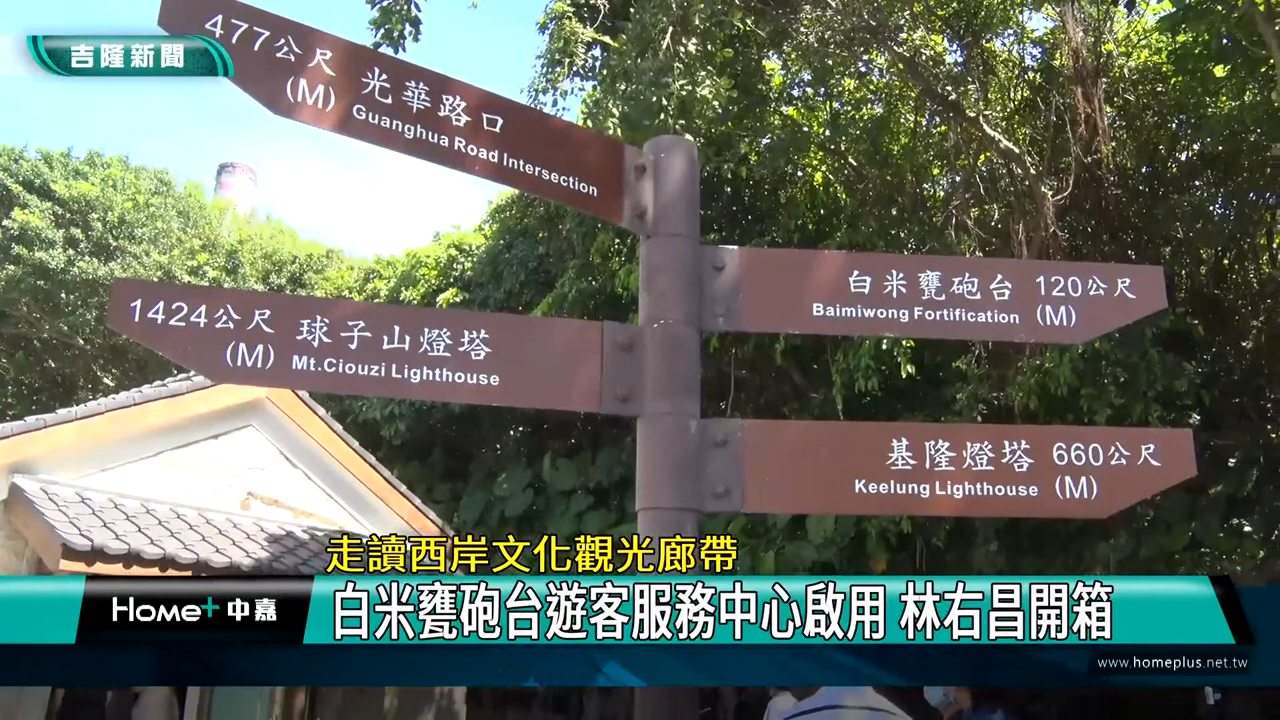 吉隆新聞
477公尺
(M)
光華路口
Guanghua Road Intersection
白米甕砲台 120公尺
Baimiwong Fortification (M)
1424公尺 球子山燈塔
(M) Mt.Ciouzi Lighthouse
基隆燈塔 660公尺
Keelung Lighthouse (M)
走讀西岸文化觀光廊帶
Home+ 中嘉
白米甕砲台遊客服務中心啟用 林右昌開箱
www.homeplus.net.tw